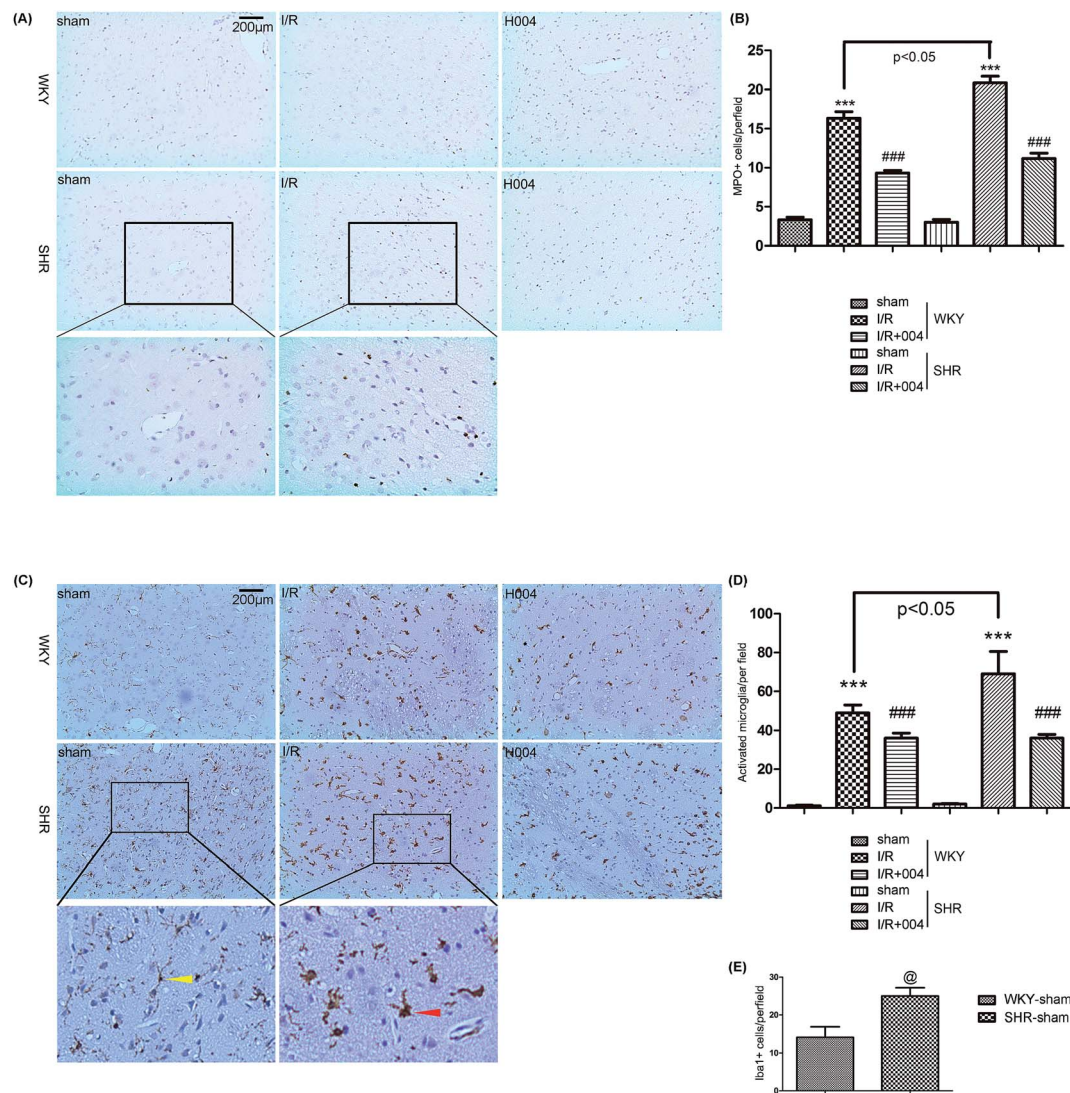 (A)
sham
200μm
I/R
H004
WKY
sham
I/R
H004
SHR
(B)
p<0.05
***
***
###
###
MPO+ cells/perfield
25
20
15
10
5
0
sham
I/R
I/R+004
WKY
sham
I/R
I/R+004
SHR
(C)
sham
200μm
I/R
H004
WKY
sham
I/R
H004
SHR
(D)
p<0.05
***
***
###
###
Activated microglia/per field
100
80
60
40
20
0
sham
I/R
I/R+004
WKY
sham
I/R
I/R+004
SHR
(E)
@
Iba1+ cells/perfield
30
20
10
0
WKY-sham
SHR-sham